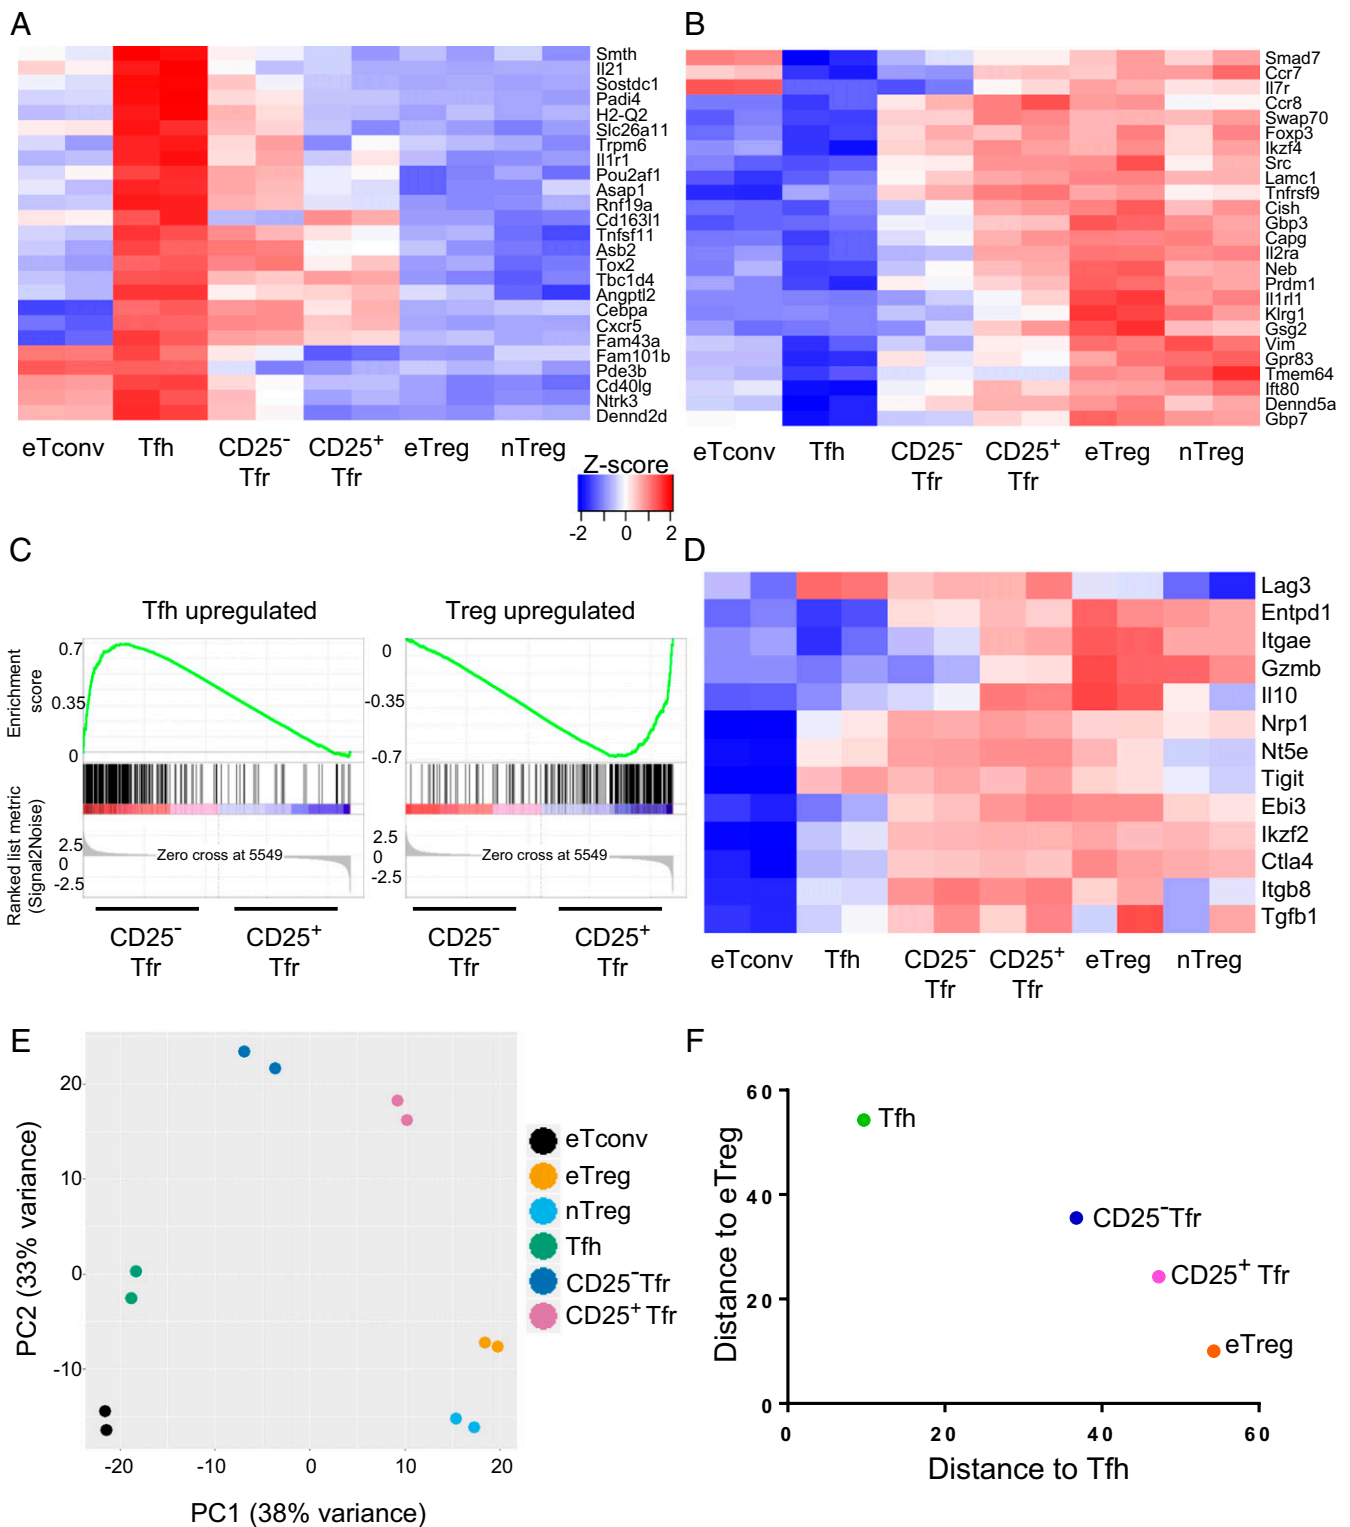 A
Smth
Il21
Sostdc1
Padi4
H2-Q2
Slc26a11
Trpm6
Il1r1
Pou2af1
Asap1
Rnf19a
Cd163l1
Tnfsf11
Asb2
Tox2
Tbc1d4
Angptl2
Cebpa
Cxcr5
Fam43a
Fam101b
Pde3b
Cd40lg
Ntrk3
Dennd2d
eTconv Tfh CD25- Tfr CD25+ Tfr eTreg nTreg
B
Smad7
Ccr7
Il7r
Ccr8
Swap70
Foxp3
Ikzf4
Src
Lamc1
Tnfrsf9
Cish
Gbp3
Capg
Il2ra
Neb
Prdm1
Il1rl1
Klrg1
Gsg2
Vim
Gpr83
Tmem64
Ift80
Dennd5a
Gbp7
eTconv Tfh CD25- Tfr CD25+ Tfr eTreg nTreg
Z-score
-2 0 2
C
Tfh upregulated
Enrichment score
0.7
0.35
0
Ranked list metric (Signal2Noise)
2.5
0
-2.5
Zero cross at 5549
CD25- Tfr
CD25+ Tfr
Treg upregulated
0
-0.35
-0.7
2.5
0
-2.5
Zero cross at 5549
CD25- Tfr
CD25+ Tfr
D
Lag3
Entpd1
Itgae
Gzmb
Il10
Nrp1
Nt5e
Tigit
Ebi3
Ikzf2
Ctla4
Itgb8
Tgfb1
eTconv Tfh CD25- Tfr CD25+ Tfr eTreg nTreg
E
PC2 (33% variance)
20
10
0
-10
-20 -10 0 10 20
PC1 (38% variance)
eTconv
eTreg
nTreg
Tfh
CD25-Tfr
CD25+ Tfr
F
Distance to eTreg
60
40
20
0
0 20 40 60
Distance to Tfh
Tfh
CD25-Tfr
CD25+ Tfr
eTreg